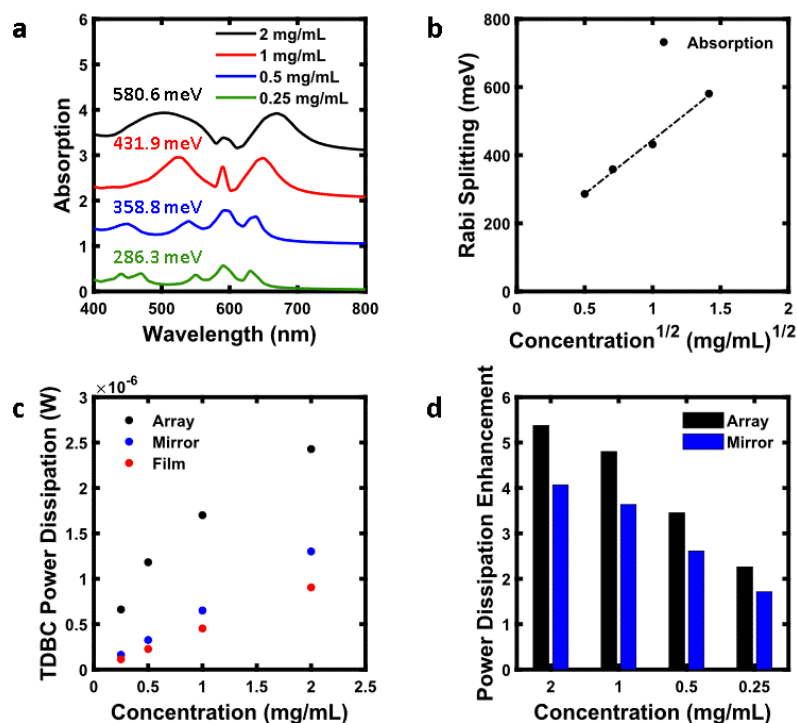 a
2 mg/mL
1 mg/mL
0.5 mg/mL
0.25 mg/mL
580.6 meV
431.9 meV
358.8 meV
286.3 meV
Absorption
0
1
2
3
4
5
6
400
500
600
700
800
Wavelength (nm)
b
Absorption
Rabi Splitting (meV)
0
200
400
600
800
0
0.5
1
1.5
2
Concentration^1/2 (mg/mL)^1/2
c
×10^-6
Array
Mirror
Film
TDBC Power Dissipation (W)
0
0.5
1
1.5
2
2.5
3
0
0.5
1
1.5
2
2.5
Concentration (mg/mL)
d
Array
Mirror
Power Dissipation Enhancement
0
1
2
3
4
5
6
2
1
0.5
0.25
Concentration (mg/mL)